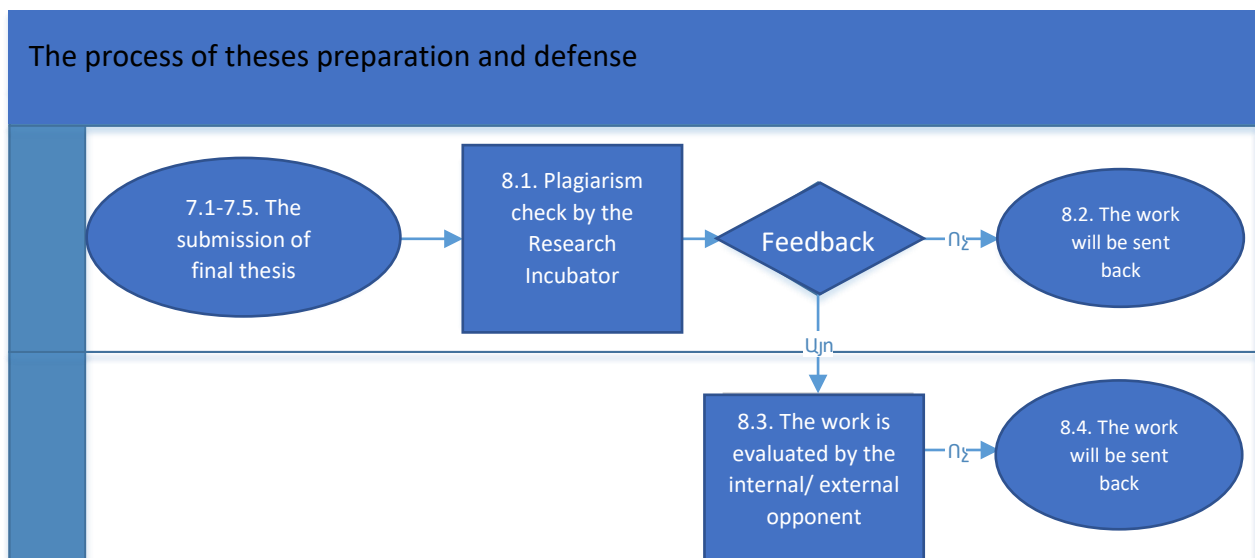 The process of theses preparation and defense
7.1-7.5. The
submission of
final thesis
8.1. Plagiarism
check by the
Research
Incubator
Feedback
Ոչ
8.2. The work
will be sent
back
Այո
8.3. The work is
evaluated by the
internal/ external
opponent
Ոչ
8.4. The work
will be sent
back